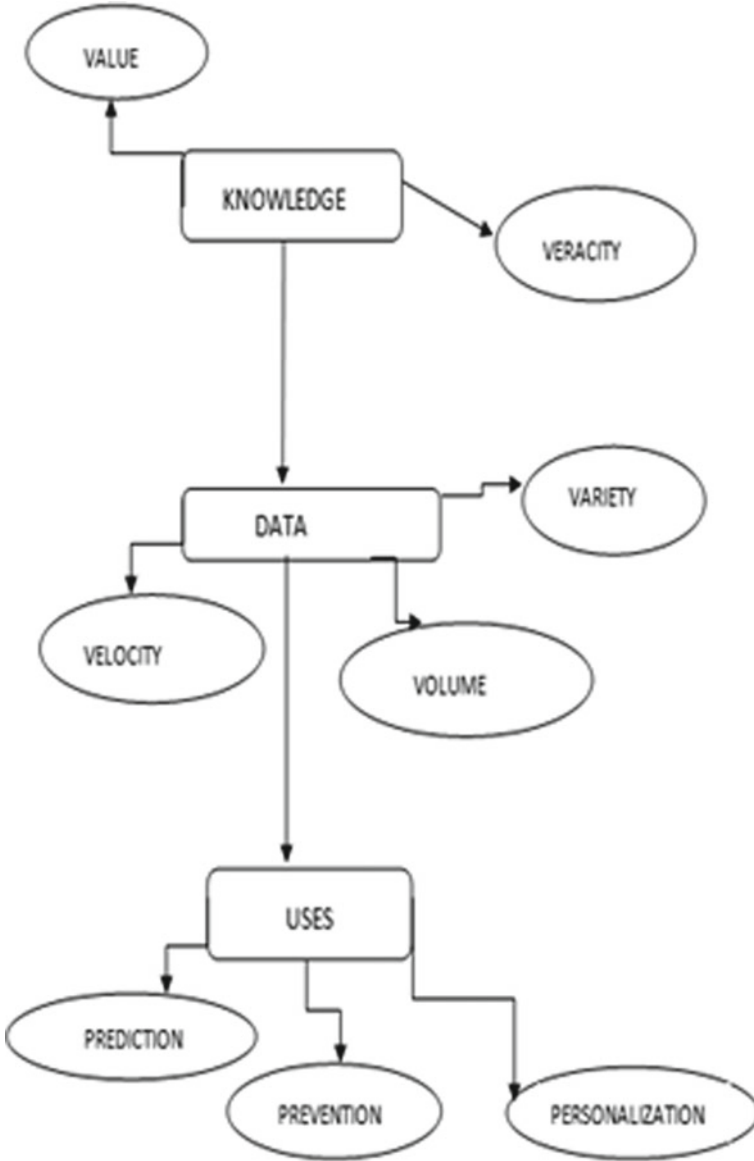 VALUE
KNOWLEDGE
VERACITY
VARIETY
DATA
VELOCITY
VOLUME
USES
PREDICTION
PREVENTION
PERSONALIZATION